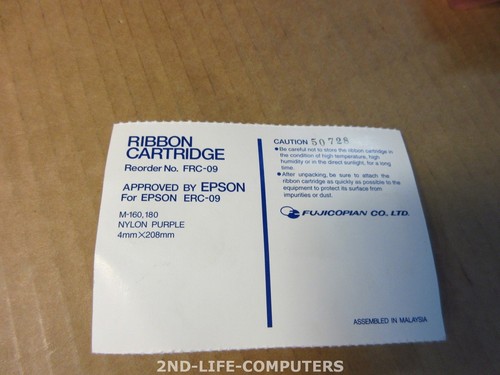 RIBBON
CARTRIDGE
Reorder No. FRC-09
APPROVED BY EPSON
For EPSON ERC-09
M-160,180
NYLON PURPLE
4mm×208mm
CAUTION 50728
●Be careful not to store the ribbon cartridge in
the condition of high temperature, high
humidity or in the direct sunlight, for a long
time.
●After unpacking, be sure to attach the
ribbon cartridge as quickly as possible to the
equipment to protect its surface from
impurities or dust.
FUJICOPIAN CO. LTD.
ASSEMBLED IN MALAYSIA
2ND-LIFE-COMPUTERS